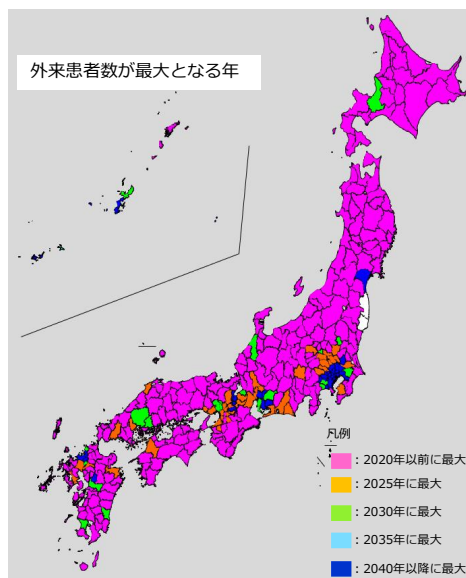 外来患者数が最大となる年
凡例
：2020年以前に最大
：2025年に最大
：2030年に最大
：2035年に最大
：2040年以降に最大